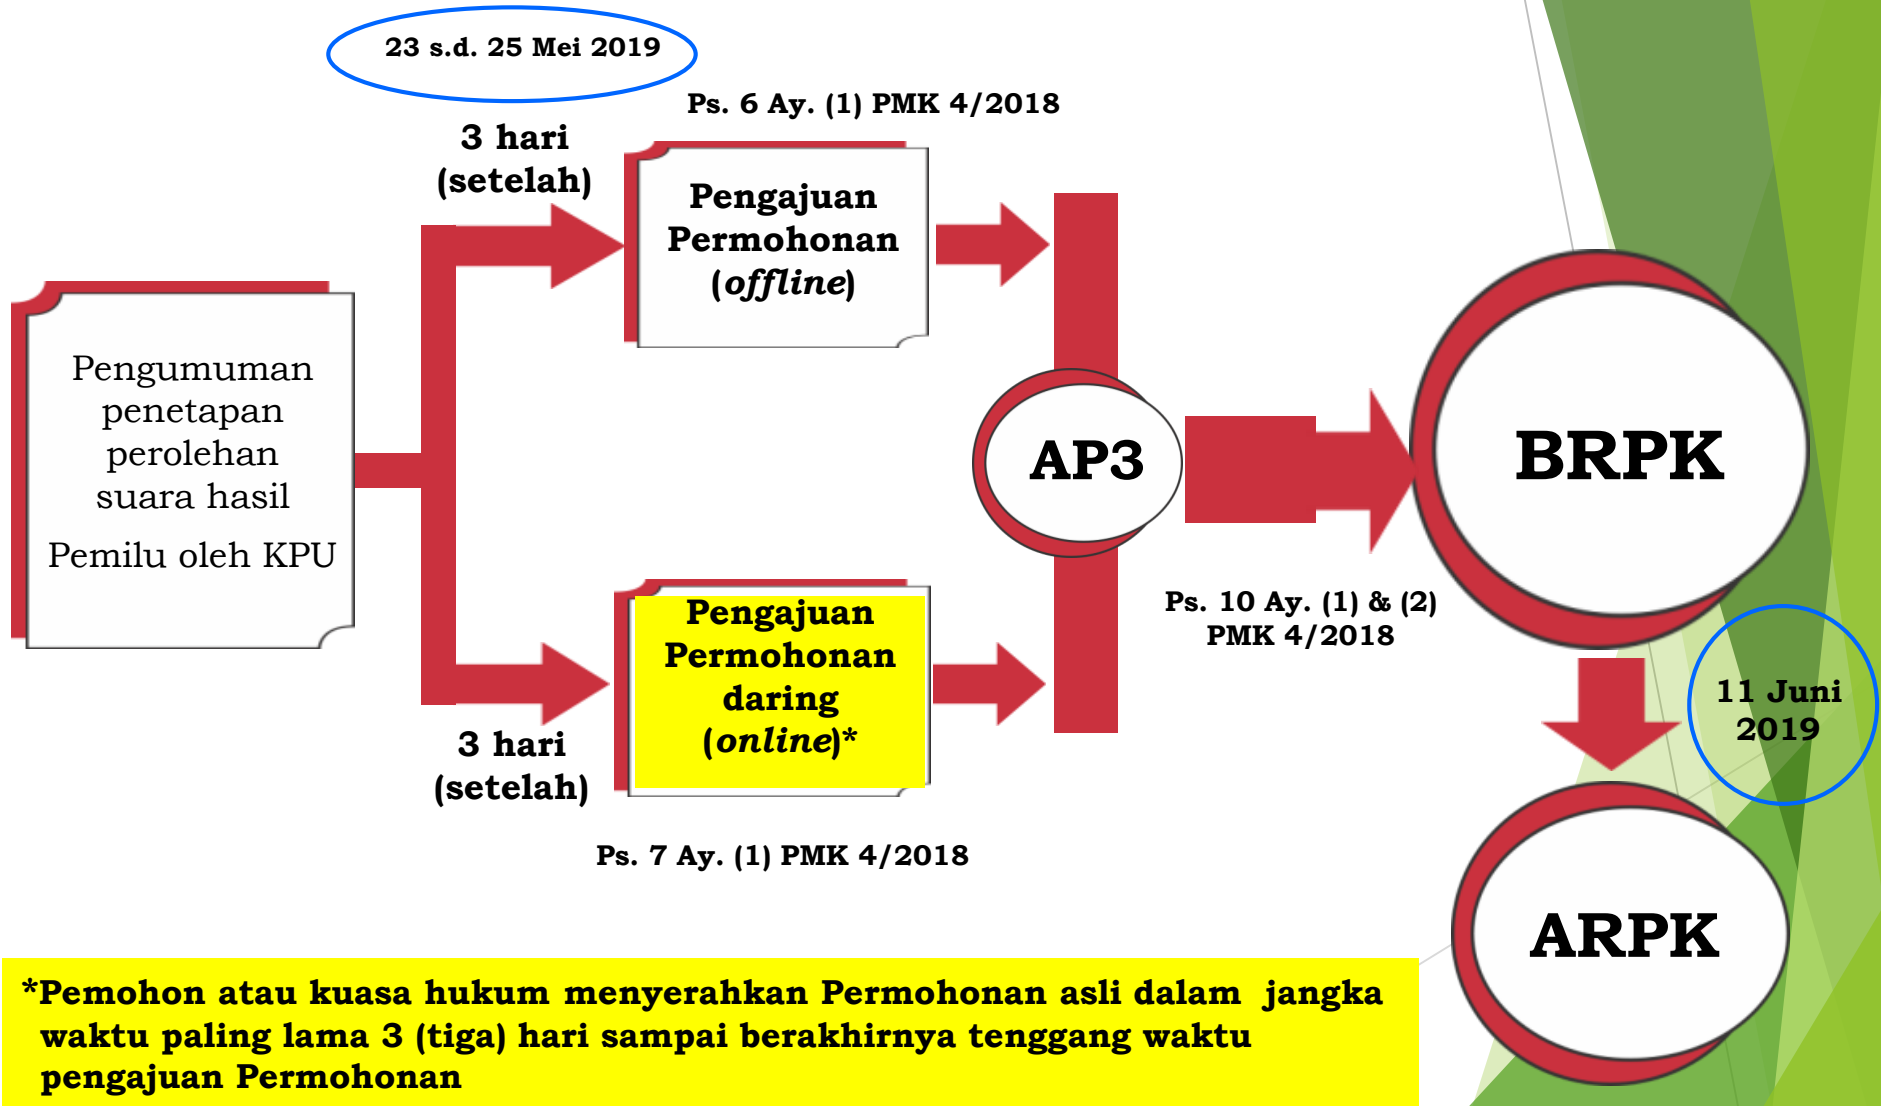 23 s.d. 25 Mei 2019
Ps. 6 Ay. (1) PMK 4/2018
3 hari
(setelah)
Pengajuan
Permohonan
(offline)
Pengumuman
penetapan
perolehan
suara hasil
Pemilu oleh KPU
AP3
BRPK
Ps. 10 Ay. (1) & (2)
PMK 4/2018
Pengajuan
Permohonan
daring
(online)*
3 hari
(setelah)
Ps. 7 Ay. (1) PMK 4/2018
11 Juni
2019
ARPK
*Pemohon atau kuasa hukum menyerahkan Permohonan asli dalam jangka
waktu paling lama 3 (tiga) hari sampai berakhirnya tenggang waktu
pengajuan Permohonan